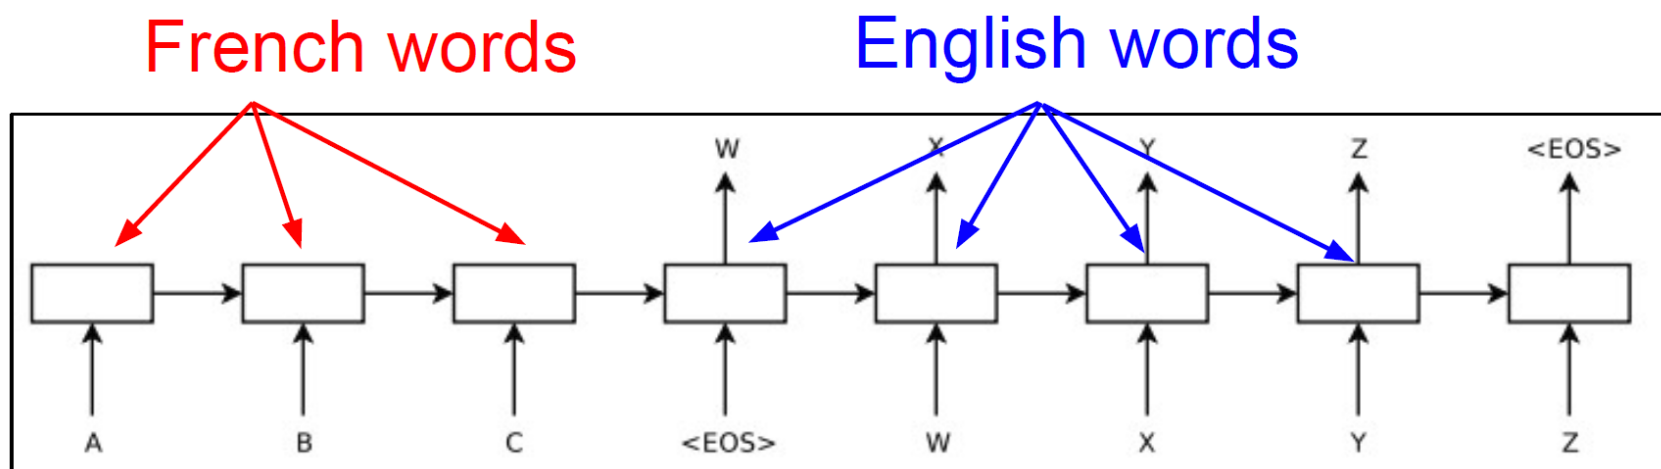 French words English words
W X Y Z <EOS>
A B C <EOS> W X Y Z